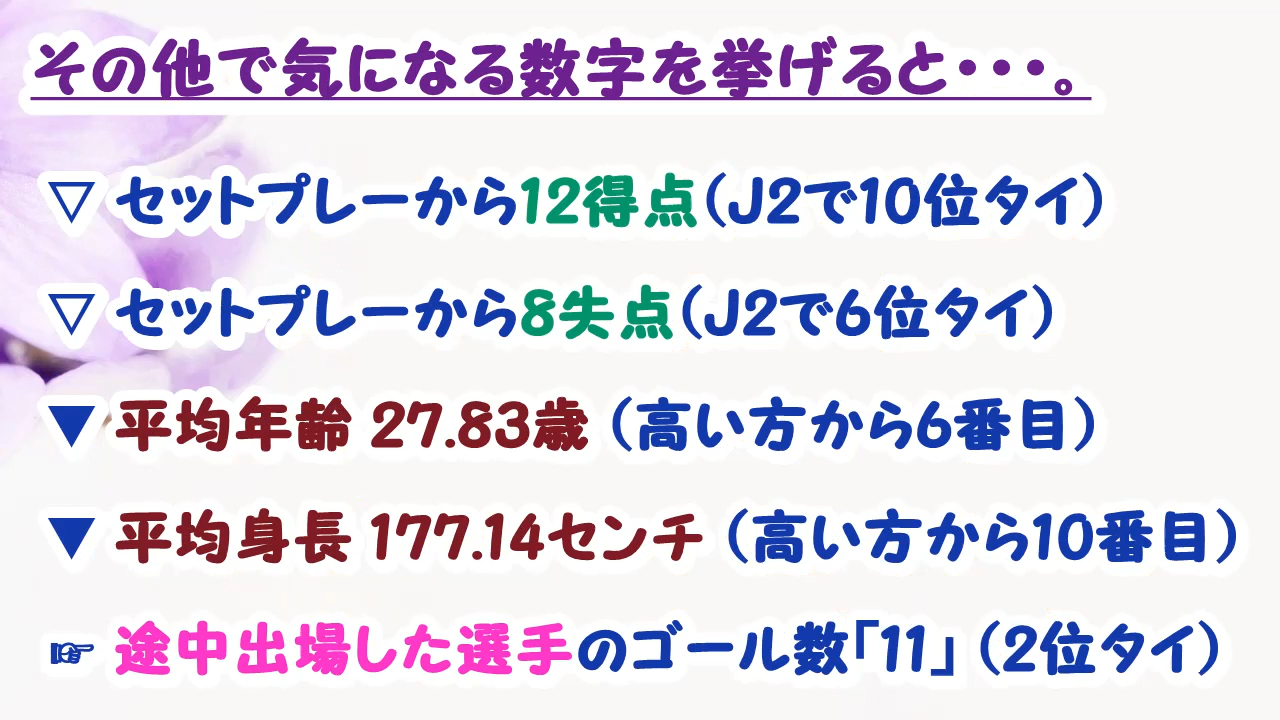 その他で気になる数字を挙げると・・・。
▽ セットプレーから12得点(J2で10位タイ)
▽ セットプレーから8失点(J2で6位タイ)
▼ 平均年齢 27.83歳 (高い方から6番目)
▼ 平均身長 177.14センチ (高い方から10番目)
☞ 途中出場した選手のゴール数「11」 (2位タイ)